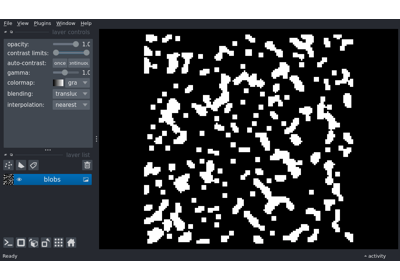 File View Plugins Window Help
layer controls
opacity: 1.0
contrast limits:
auto-contrast: once
gamma: 1.0
colormap: gra
blending: transluc
interpolation: nearest
layer list
blobs
Ready
activity